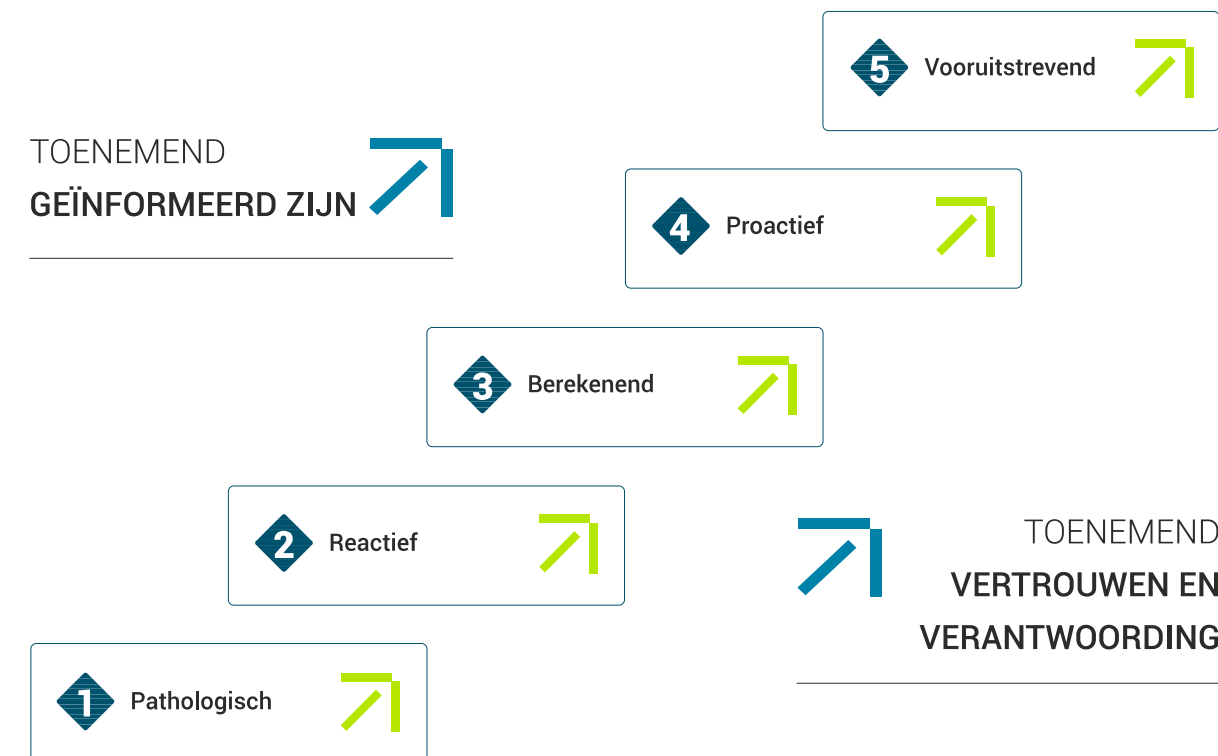 5 Vooruitstrevend
TOENEMEND
GEÏNFORMEERD ZIJN
4 Proactief
3 Berekenend
2 Reactief
TOENEMEND
VERTROUWEN EN
VERANTWOORDING
1 Pathologisch